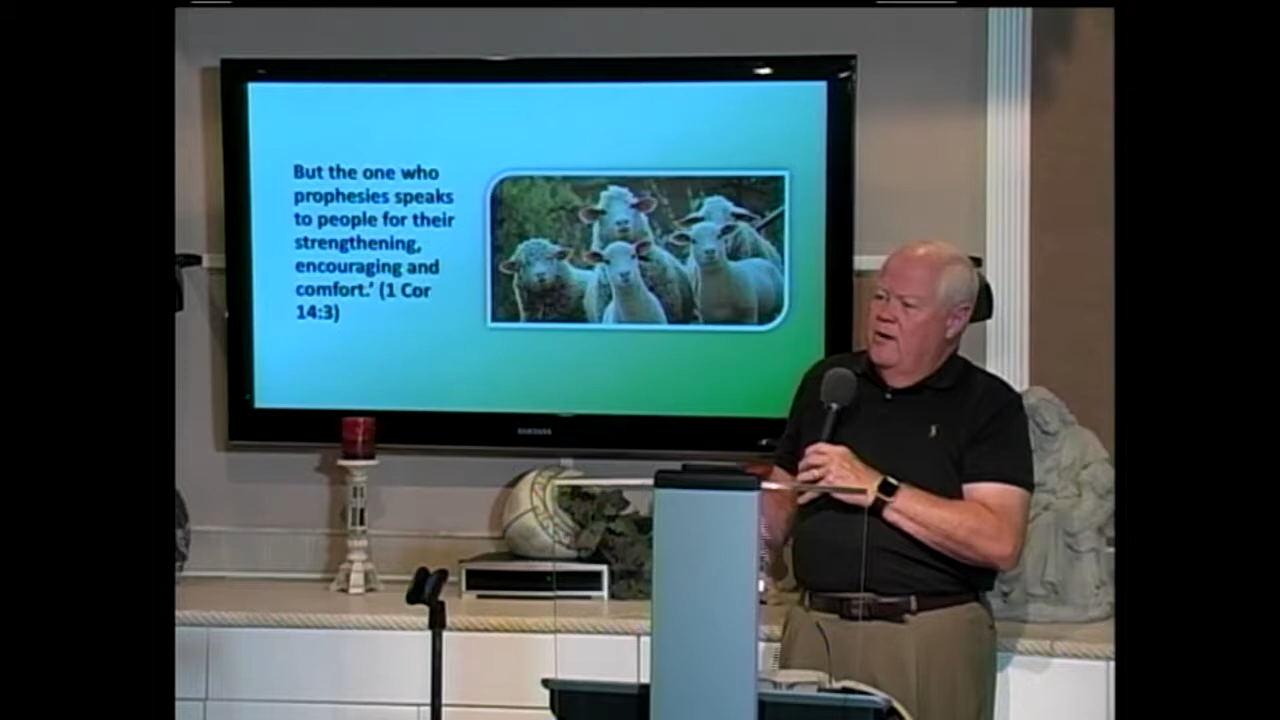 But the one who
prophesies speaks
to people for their
strengthening,
encouraging and
comfort.’ (1 Cor
14:3)
SAMSUNG